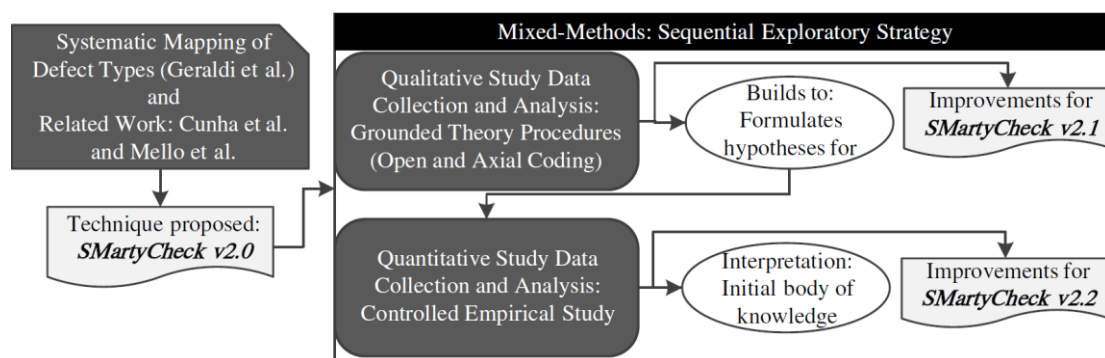 Systematic Mapping of
Defect Types (Geraldi et al.)
and
Related Work: Cunha et al.
and Mello et al.
Technique proposed:
SMartyCheck v2.0
Mixed-Methods: Sequential Exploratory Strategy
Qualitative Study Data
Collection and Analysis:
Grounded Theory Procedures
(Open and Axial Coding)
Builds to:
Formulates
hypotheses for
Improvements for
SMartyCheck v2.1
Quantitative Study Data
Collection and Analysis:
Controlled Empirical Study
Interpretation:
Initial body of
knowledge
Improvements for
SMartyCheck v2.2